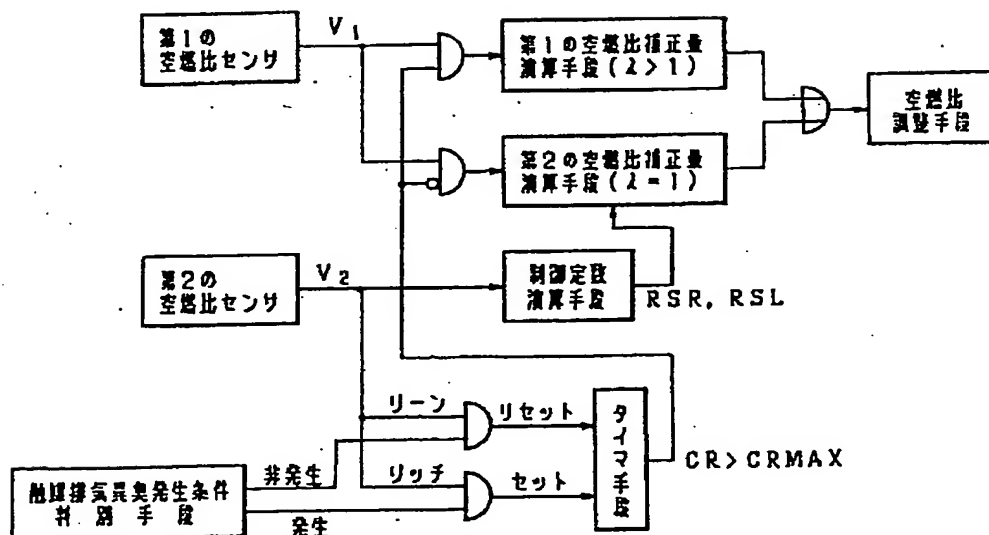 第1の
空燃比センサ
V1
第1の空燃比補正量
演算手段(λ>1)
空燃比
調整手段
第2の空燃比補正量
演算手段(λ=1)
第2の
空燃比センサ
V2
制御定数
演算手段
RSR, RSL
リーン
リセット
タイマ手段
CR>CRMAX
非発生
リッチ
セット
触媒排気異臭発生条件
判別手段
発生